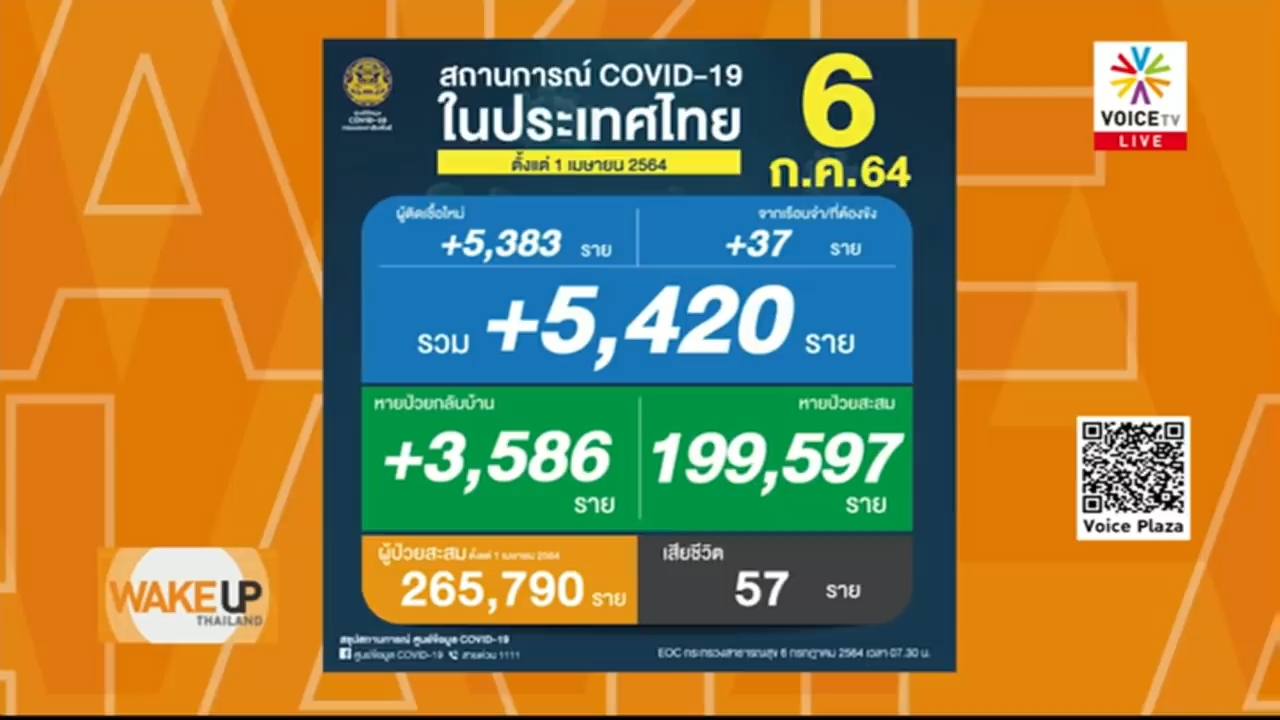 สถานการณ์ COVID-19
ในประเทศไทย
ตั้งแต่ 1 เมษายน 2564
6
ก.ค.64
ศูนย์ข้อมูล
COVID-19
ผู้ติดเชื้อใหม่
+5,383 ราย
จากเรือนจำ/ที่ต้องขัง
+37 ราย
รวม +5,420 ราย
หายป่วยกลับบ้าน
+3,586
ราย
หายป่วยสะสม
199,597
ราย
ผู้ป่วยสะสม ตั้งแต่ 1 เมษายน 2564
265,790 ราย
เสียชีวิต
57 ราย
สรุปสถานการณ์ ศูนย์ข้อมูล COVID-19
ศูนย์ข้อมูล COVID-19 สายด่วน 1111
EOC กระทรวงสาธารณสุข 6 กรกฎาคม 2564 เวลา 07.30 น.
VOICE TV
LIVE
Voice Plaza
WAKE UP
THAILAND